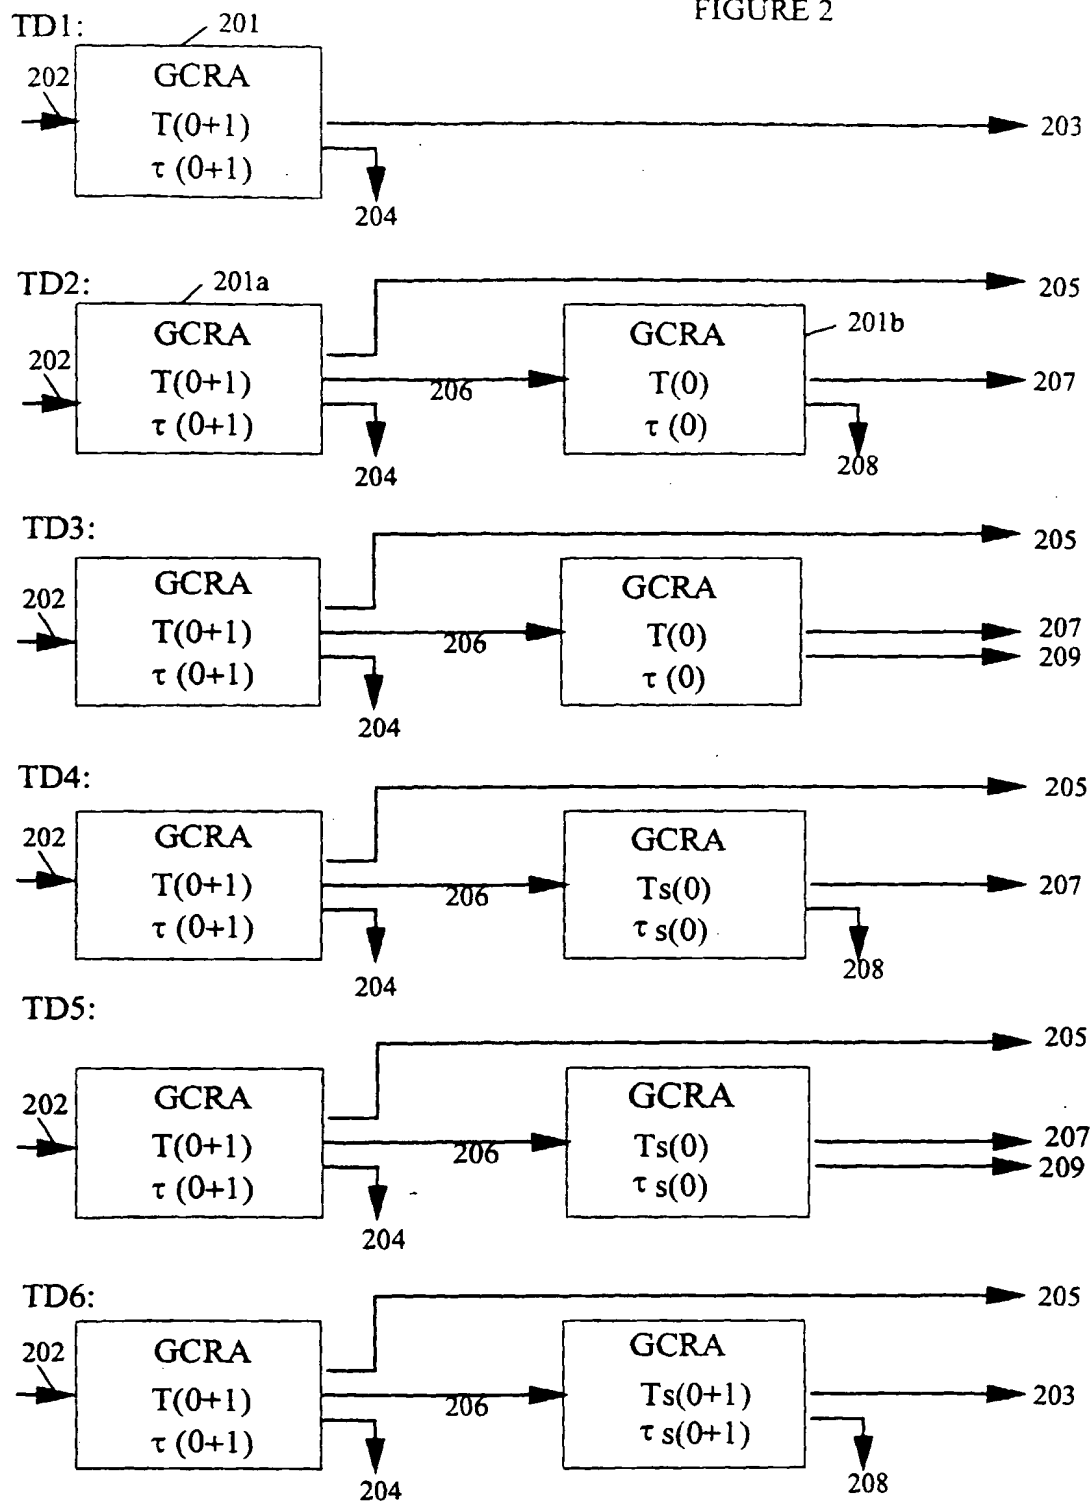 FIGURE 2
TD1:
201
202
GCRA
T(0+1)
τ (0+1)
203
204
TD2:
201a
205
202
GCRA
T(0+1)
τ (0+1)
206
204
201b
GCRA
T(0)
τ (0)
207
208
TD3:
205
202
GCRA
T(0+1)
τ (0+1)
206
204
GCRA
T(0)
τ (0)
207
209
TD4:
205
202
GCRA
T(0+1)
τ (0+1)
206
204
GCRA
Ts(0)
τ s(0)
207
208
TD5:
205
202
GCRA
T(0+1)
τ (0+1)
206
204
GCRA
Ts(0)
τ s(0)
207
209
TD6:
205
202
GCRA
T(0+1)
τ (0+1)
206
204
GCRA
Ts(0+1)
τ s(0+1)
203
208